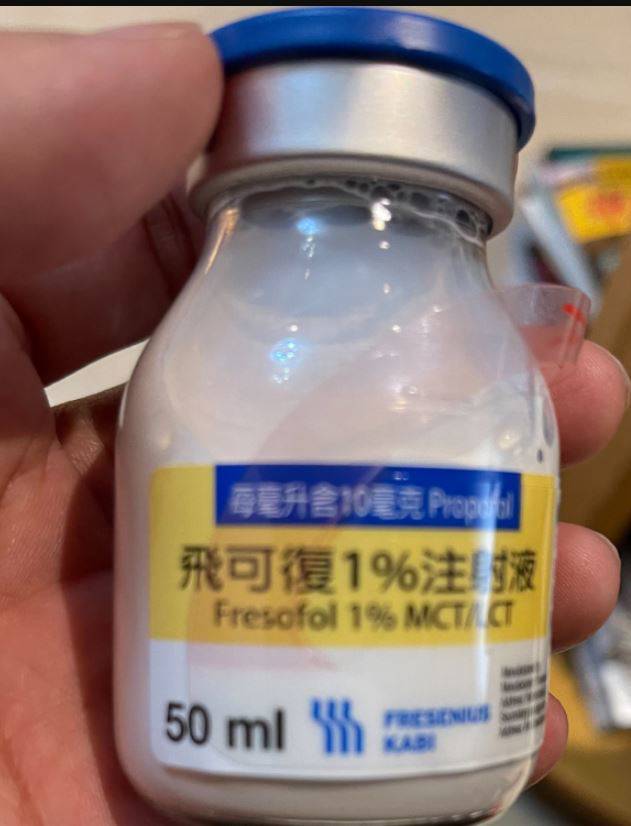 每毫升含10毫克 Propofol
飛可復1%注射液
Fresofol 1% MCT/LCT
50 ml
FRESENIUS
KABI